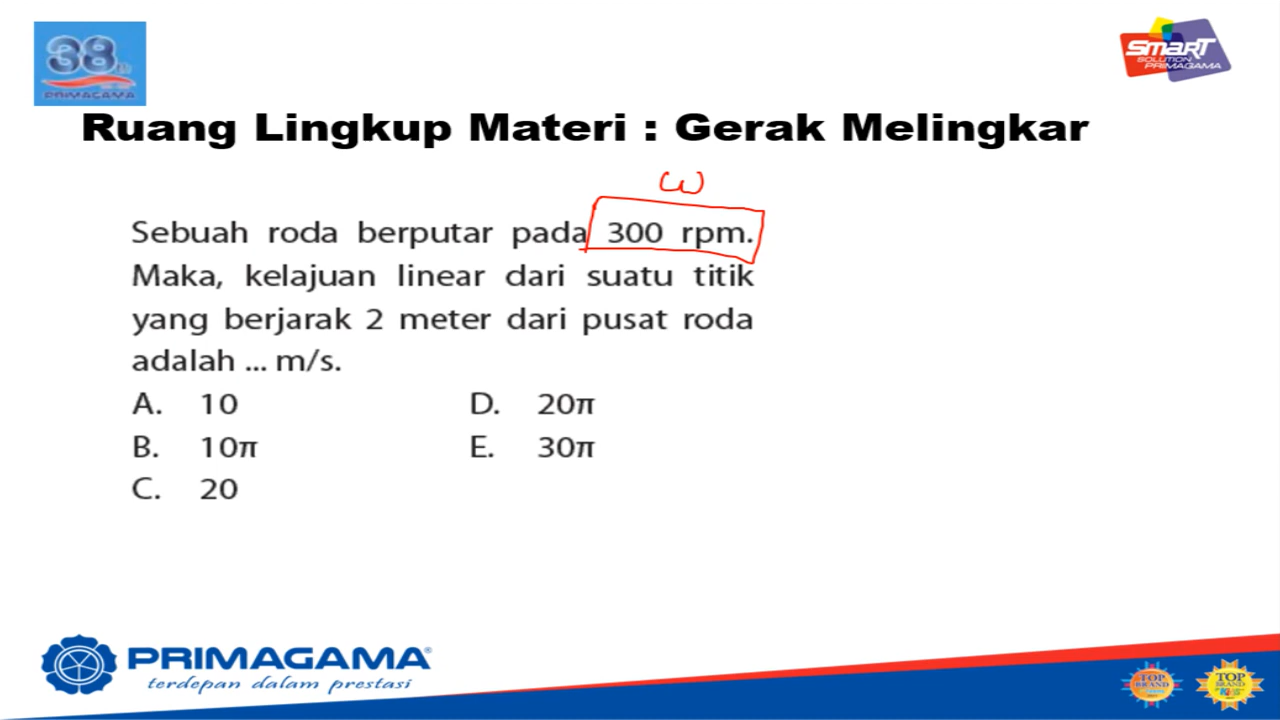 38th
PRIMAGAMA
SMART
SOLUTION
PRIMAGAMA
Ruang Lingkup Materi : Gerak Melingkar
ω
Sebuah roda berputar pada 300 rpm.
Maka, kelajuan linear dari suatu titik
yang berjarak 2 meter dari pusat roda
adalah ... m/s.
A. 10 D. 20π
B. 10π E. 30π
C. 20
PRIMAGAMA®
terdepan dalam prestasi
TOP BRAND TOP BRAND